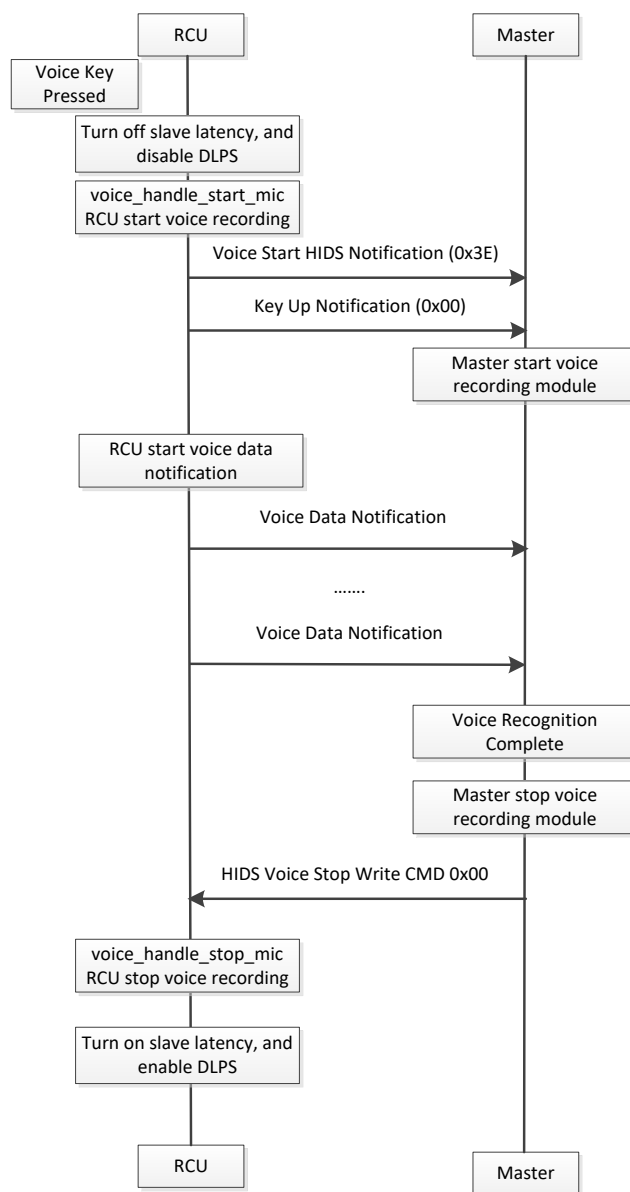 RCU
Master
Voice Key
Pressed
Turn off slave latency, and
disable DLPS
voice_handle_start_mic
RCU start voice recording
Voice Start HIDS Notification (0x3E)
Key Up Notification (0x00)
Master start voice
recording module
RCU start voice data
notification
Voice Data Notification
.......
Voice Data Notification
Voice Recognition
Complete
Master stop voice
recording module
HIDS Voice Stop Write CMD 0x00
voice_handle_stop_mic
RCU stop voice recording
Turn on slave latency, and
enable DLPS
RCU
Master